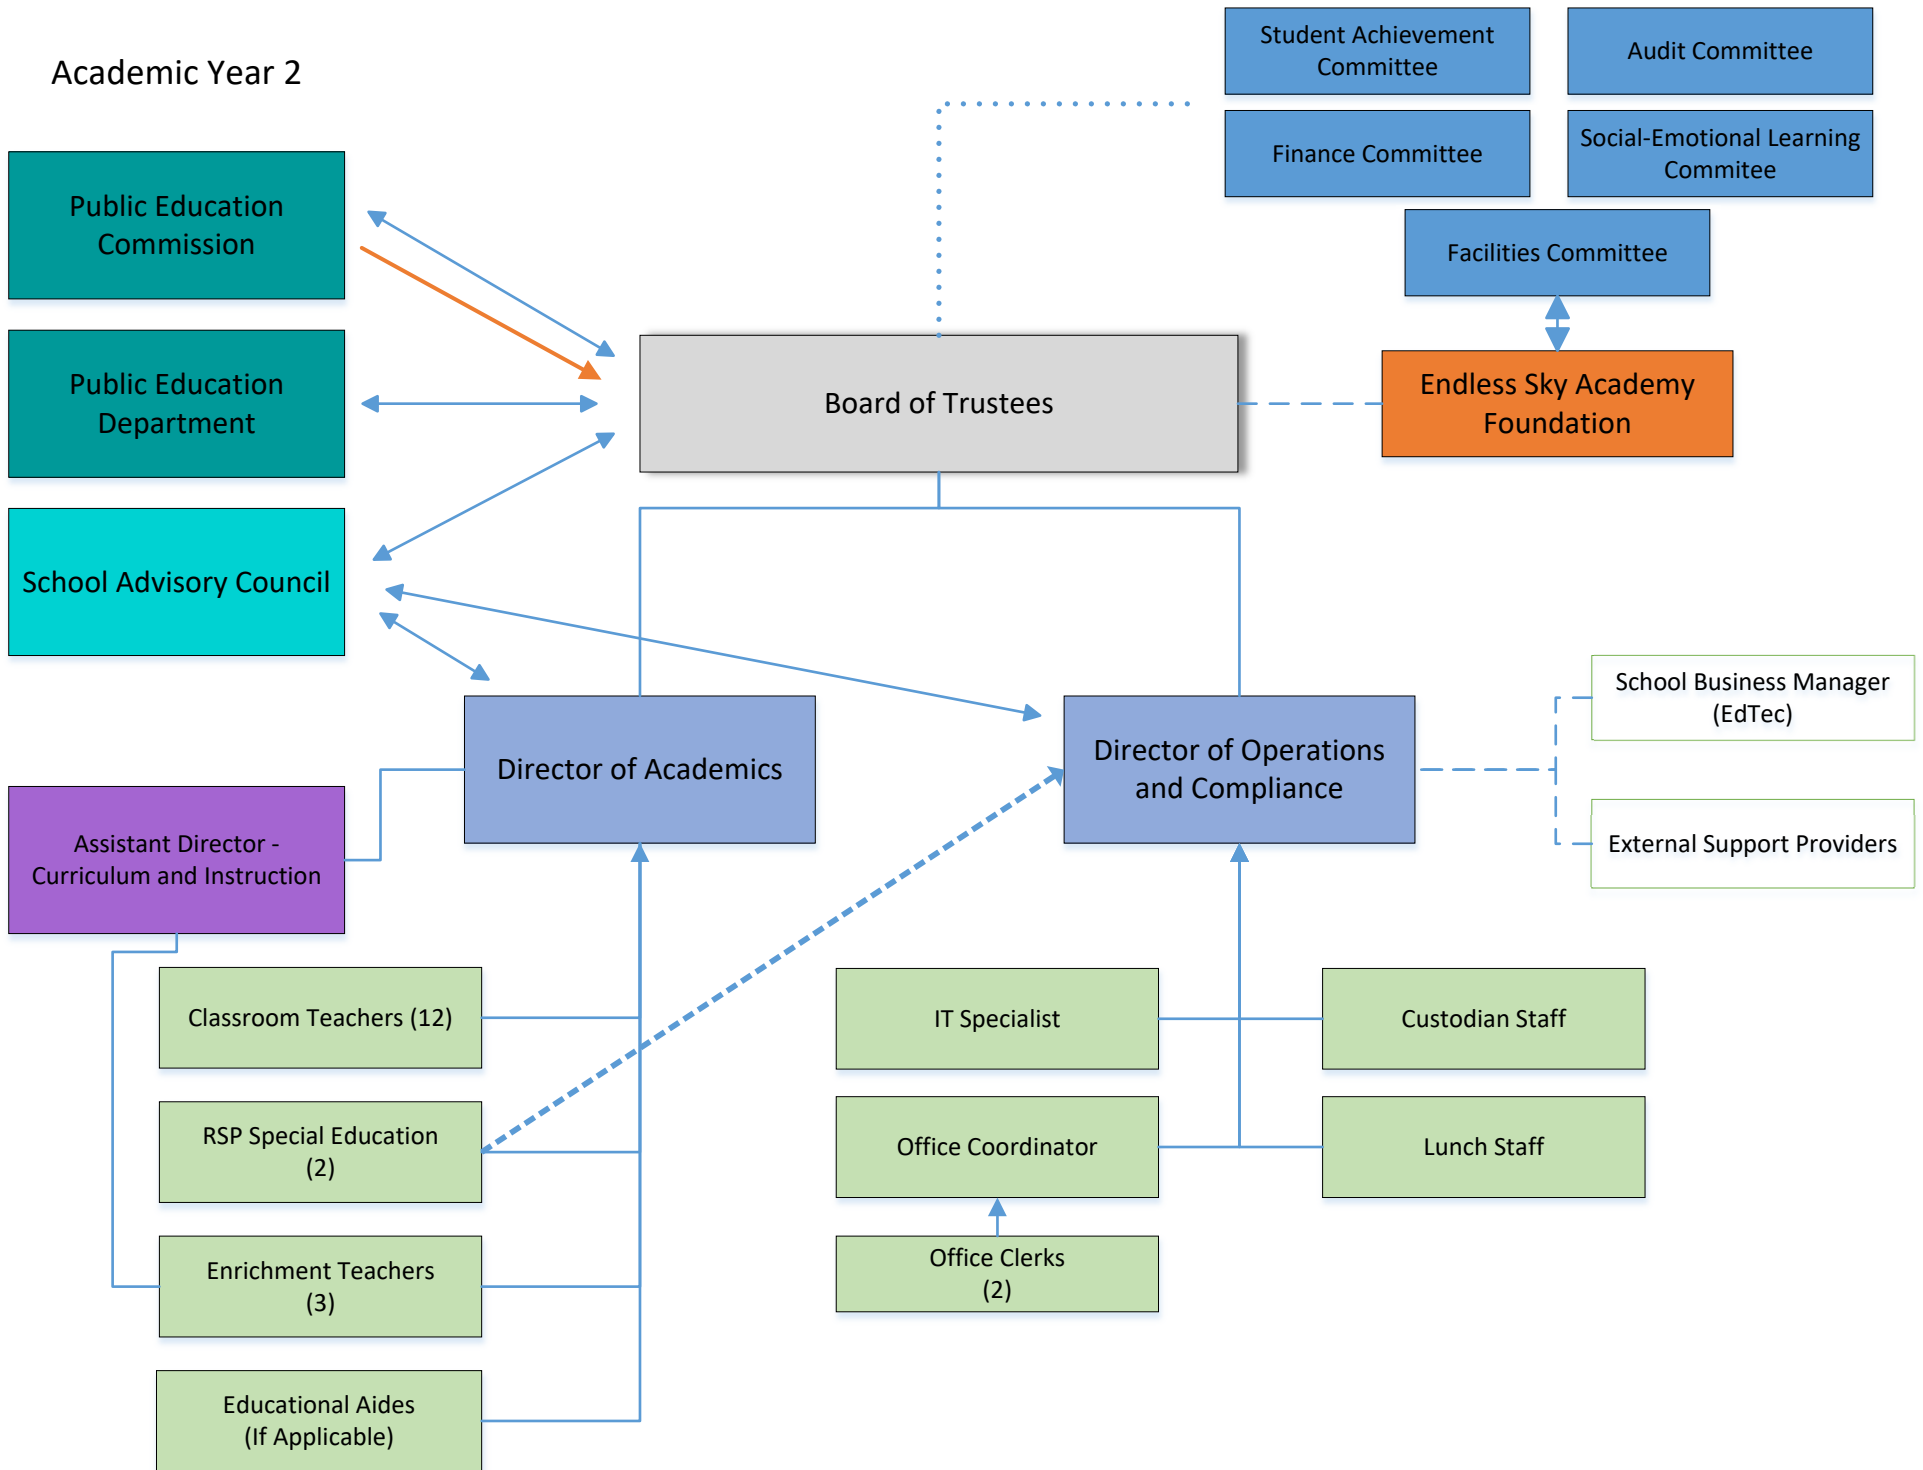 Academic Year 2
Student Achievement
Committee
Audit Committee
Finance Committee
Social-Emotional Learning
Commitee
Facilities Committee
Public Education
Commission
Public Education
Department
Board of Trustees
Endless Sky Academy
Foundation
School Advisory Council
School Business Manager
(EdTec)
Director of Academics
Director of Operations
and Compliance
External Support Providers
Assistant Director -
Curriculum and Instruction
Classroom Teachers (12)
IT Specialist
Custodian Staff
RSP Special Education
(2)
Office Coordinator
Lunch Staff
Enrichment Teachers
(3)
Office Clerks
(2)
Educational Aides
(If Applicable)